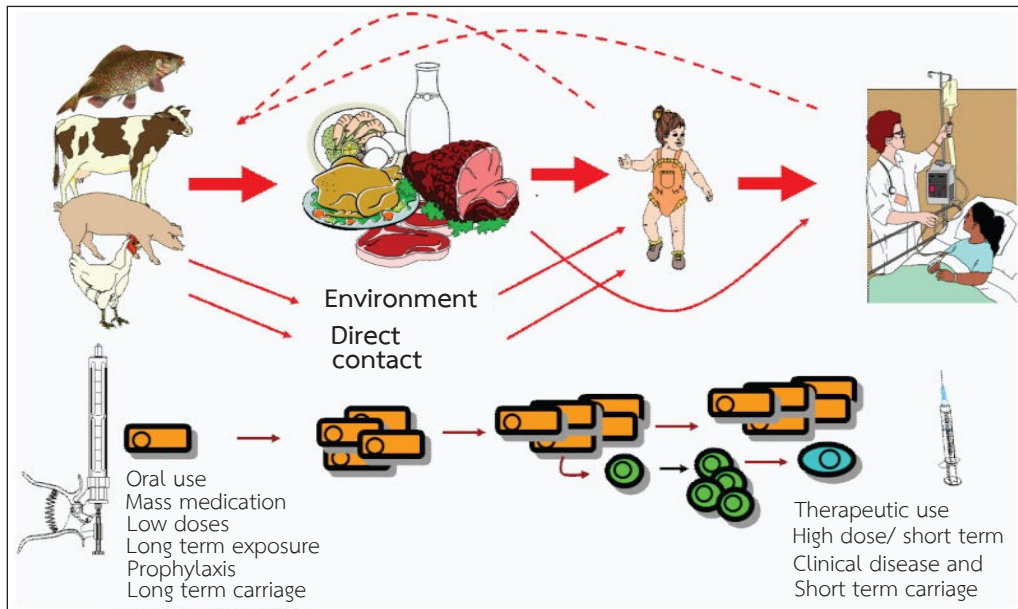 Environment
Direct
contact
Oral use
Mass medication
Low doses
Long term exposure
Prophylaxis
Long term carriage
Therapeutic use
High dose/ short term
Clinical disease and
Short term carriage